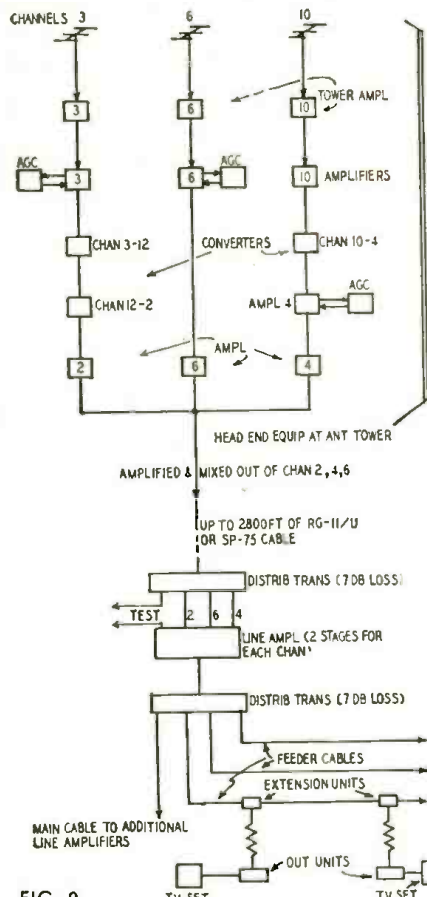 CHANNELS 3 6 10
TOWER AMPL
3 6 10
AGC 3 6 AGC 10 AMPLIFIERS
CHAN 3-12 CONVERTERS CHAN 10-4
CHAN 12-2 AMPL 4 AGC
AMPL
2 6 4
HEAD END EQUIP AT ANT TOWER
AMPLIFIED & MIXED OUT OF CHAN 2,4,6
UP TO 2800FT OF RG-11/U
OR SP-75 CABLE
DISTRIB TRANS (7 DB LOSS)
TEST 2 6 4
LINE AMPL (2 STAGES FOR
EACH CHAN)
DISTRIB TRANS (7 DB LOSS)
FEEDER CABLES
EXTENSION UNITS
MAIN CABLE TO ADDITIONAL
LINE AMPLIFIERS
OUT UNITS
FIG. 9 TV SET TV SET